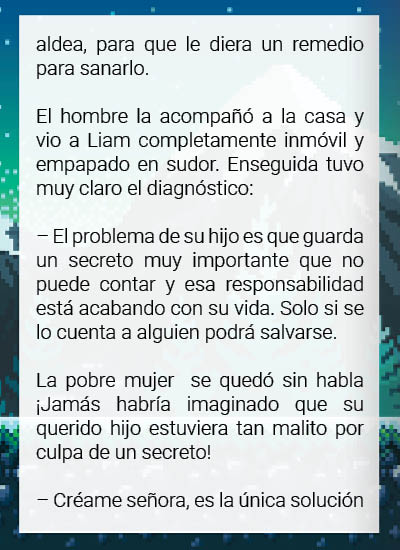 aldea, para que le diera un remedio
para sanarlo.
El hombre la acompañó a la casa y
vio a Liam completamente inmóvil y
empapado en sudor. Enseguida tuvo
muy claro el diagnóstico:
– El problema de su hijo es que guarda
un secreto muy importante que no
puede contar y esa responsabilidad
está acabando con su vida. Solo si se
lo cuenta a alguien podrá salvarse.
La pobre mujer  se quedó sin habla
¡Jamás habría imaginado que su
querido hijo estuviera tan malito por
culpa de un secreto!
– Créame señora, es la única solución